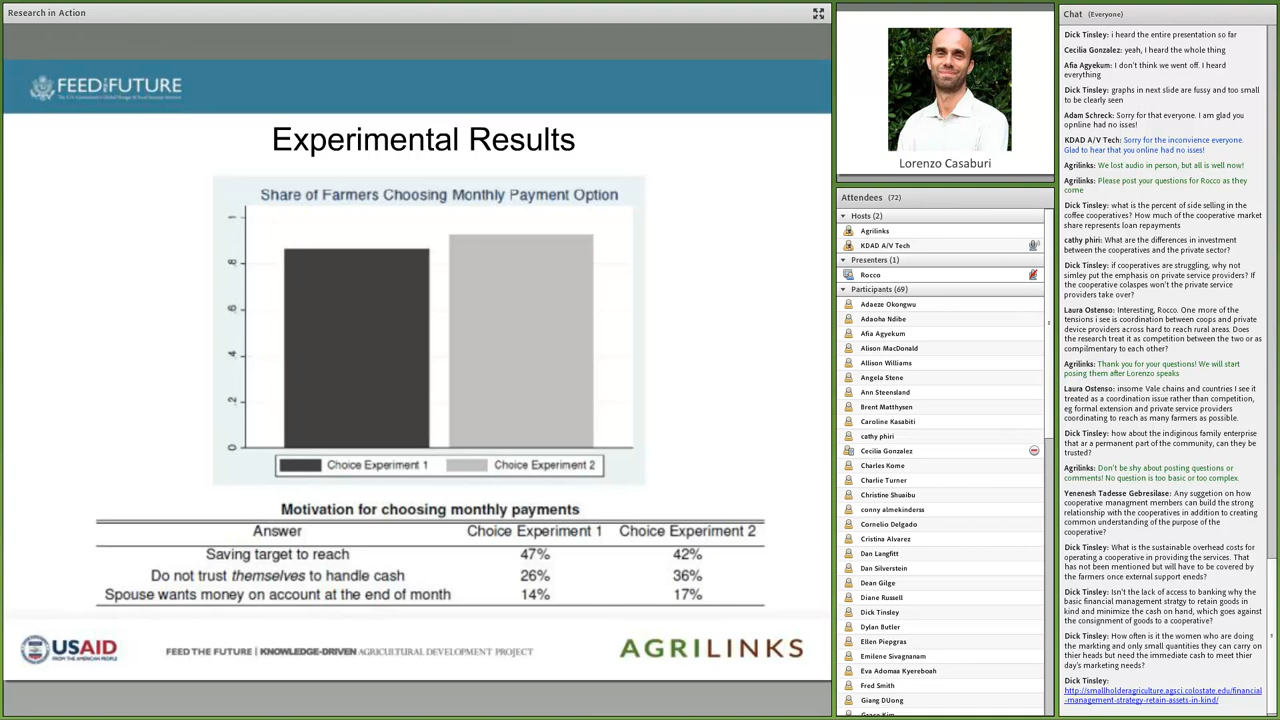 Research in Action
FEED THE FUTURE
The U.S. Government's Global Hunger & Food Security Initiative
Experimental Results
Share of Farmers Choosing Monthly Payment Option
1
.8
.6
.4
.2
0
Choice Experiment 1
Choice Experiment 2
Motivation for choosing monthly payments
Answer Choice Experiment 1 Choice Experiment 2
Saving target to reach 47% 42%
Do not trust themselves to handle cash 26% 36%
Spouse wants money on account at the end of month 14% 17%
USAID
FROM THE AMERICAN PEOPLE
FEED THE FUTURE | KNOWLEDGE-DRIVEN AGRICULTURAL DEVELOPMENT PROJECT
AGRILINKS
Lorenzo Casaburi
Attendees (72)
Hosts (2)
Agrilinks
KDAD A/V Tech
Presenters (1)
Rocco
Participants (69)
Adaeze Okongwu
Adaoha Ndibe
Afia Agyekum
Alison MacDonald
Allison Williams
Angela Stene
Ann Steensland
Brent Matthysen
Caroline Kasabiti
cathy phiri
Cecilia Gonzalez
Charles Kome
Charlie Turner
Christine Shuaibu
conny almekinderss
Cornelio Delgado
Cristina Alvarez
Dan Langfitt
Dan Silverstein
Dean Gilge
Diane Russell
Dick Tinsley
Dylan Butler
Ellen Piepgras
Emilene Sivagnanam
Eva Adomaa Kyereboah
Fred Smith
Giang DUong
Grace Kim
Chat (Everyone)
Dick Tinsley: i heard the entire presentation so far
Cecilia Gonzalez: yeah, I heard the whole thing
Afia Agyekum: I don't think we went off. I heard
everything
Dick Tinsley: graphs in next slide are fussy and too small
to be clearly seen
Adam Schreck: Sorry for that everyone. I am glad you
opnline had no isses!
KDAD A/V Tech: Sorry for the inconvience everyone.
Glad to hear that you online had no isses!
Agrilinks: We lost audio in person, but all is well now!
Agrilinks: Please post your questions for Rocco as they
come
Dick Tinsley: what is the percent of side selling in the
coffee cooperatives? How much of the cooperative market
share represents loan repayments
cathy phiri: What are the differences in investment
between the cooperatives and the private sector?
Dick Tinsley: if cooperatives are struggling, why not
simley put the emphasis on private service providers? If
the cooperative colaspes won't the private service
providers take over?
Laura Ostenso: Interesting, Rocco. One more of the
tensions i see is coordination between coops and private
device providers across hard to reach rural areas. Does
the research treat it as competition between the two or as
compilmentary to each other?
Agrilinks: Thank you for your questions! We will start
posing them after Lorenzo speaks
Laura Ostenso: insome Vale chains and countries I see it
treated as a coordination issue rather than competition,
eg formal extension and private service providers
coordinating to reach as many farmers as possible.
Dick Tinsley: how about the indiginous family enterprise
that ar a permanent part of the community, can they be
trusted?
Agrilinks: Don't be shy about posting questions or
comments! No question is too basic or too complex.
Yenenesh Tadesse Gebresilase: Any suggetion on how
cooperative managment members can build the strong
relationship with the cooperatives in addition to creating
common understanding of the purpose of the
cooperative?
Dick Tinsley: What is the sustainable overhead costs for
operating a cooperative in providing the services. That
has not been mentioned but will have to be covered by
the farmers once external support eneds?
Dick Tinsley: Isn't the lack of access to banking why the
basic financial management stratgy to retain goods in
kind and minimize the cash on hand, which goes against
the consignment of goods to a cooperative?
Dick Tinsley: How often is it the women who are doing
the markting and only small quantities they can carry on
thier heads but need the immediate cash to meet thier
day's marketing needs?
Dick Tinsley:
http://smallholderagriculture.agsci.colostate.edu/financial
-management-strategy-retain-assets-in-kind/